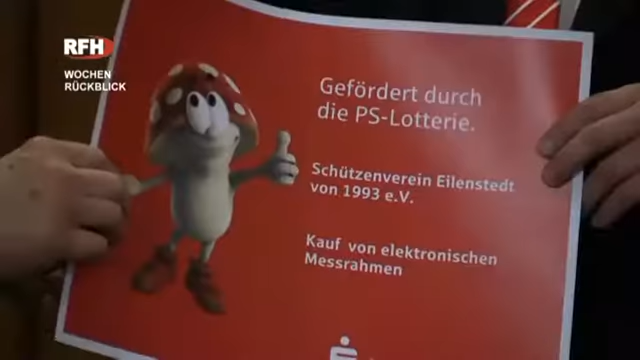 RFH
WOCHEN
RÜCKBLICK
Gefördert durch
die PS-Lotterie.
Schützenverein Eilenstedt
von 1993 e.V.
Kauf von elektronischen
Messrahmen